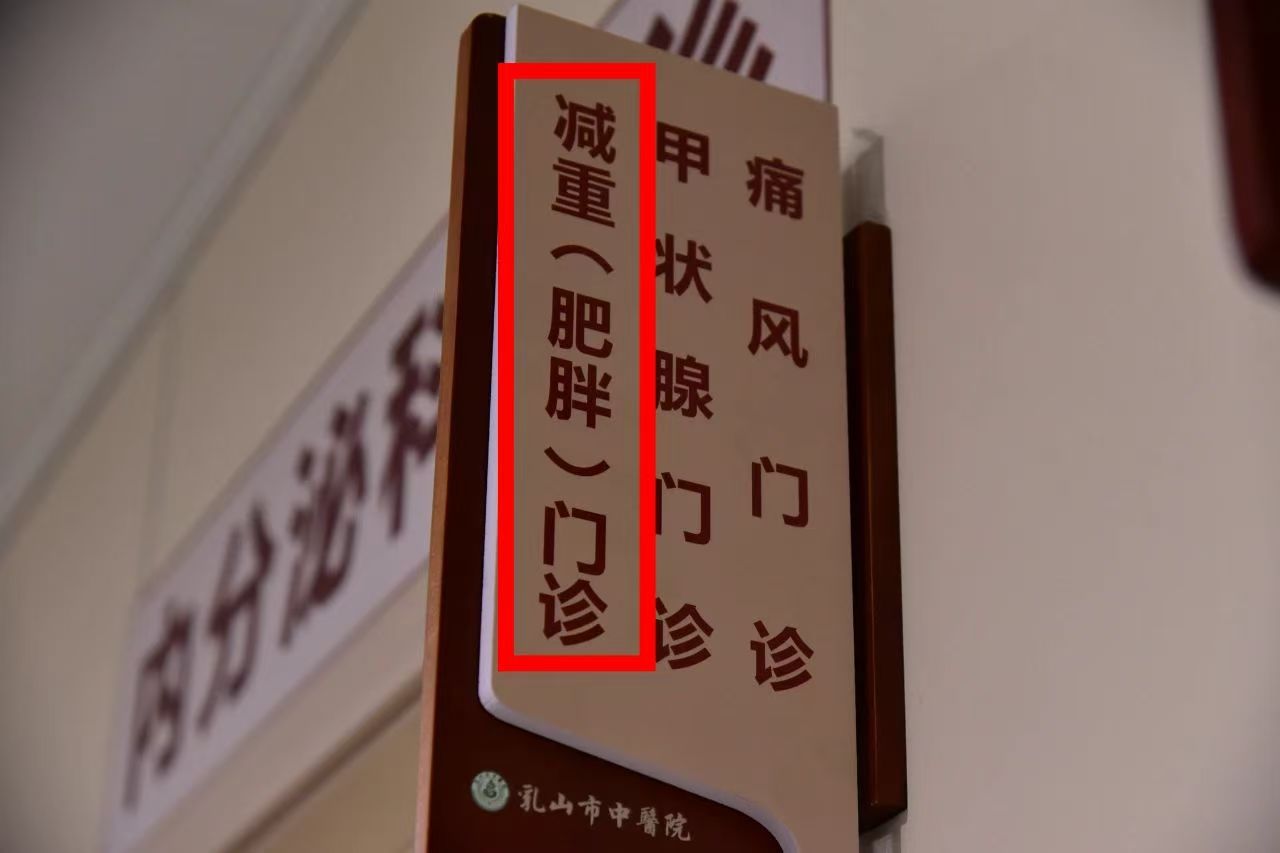 减重（肥胖）门诊
甲状腺门诊
痛风门诊
内分泌科
乳山市中醫院